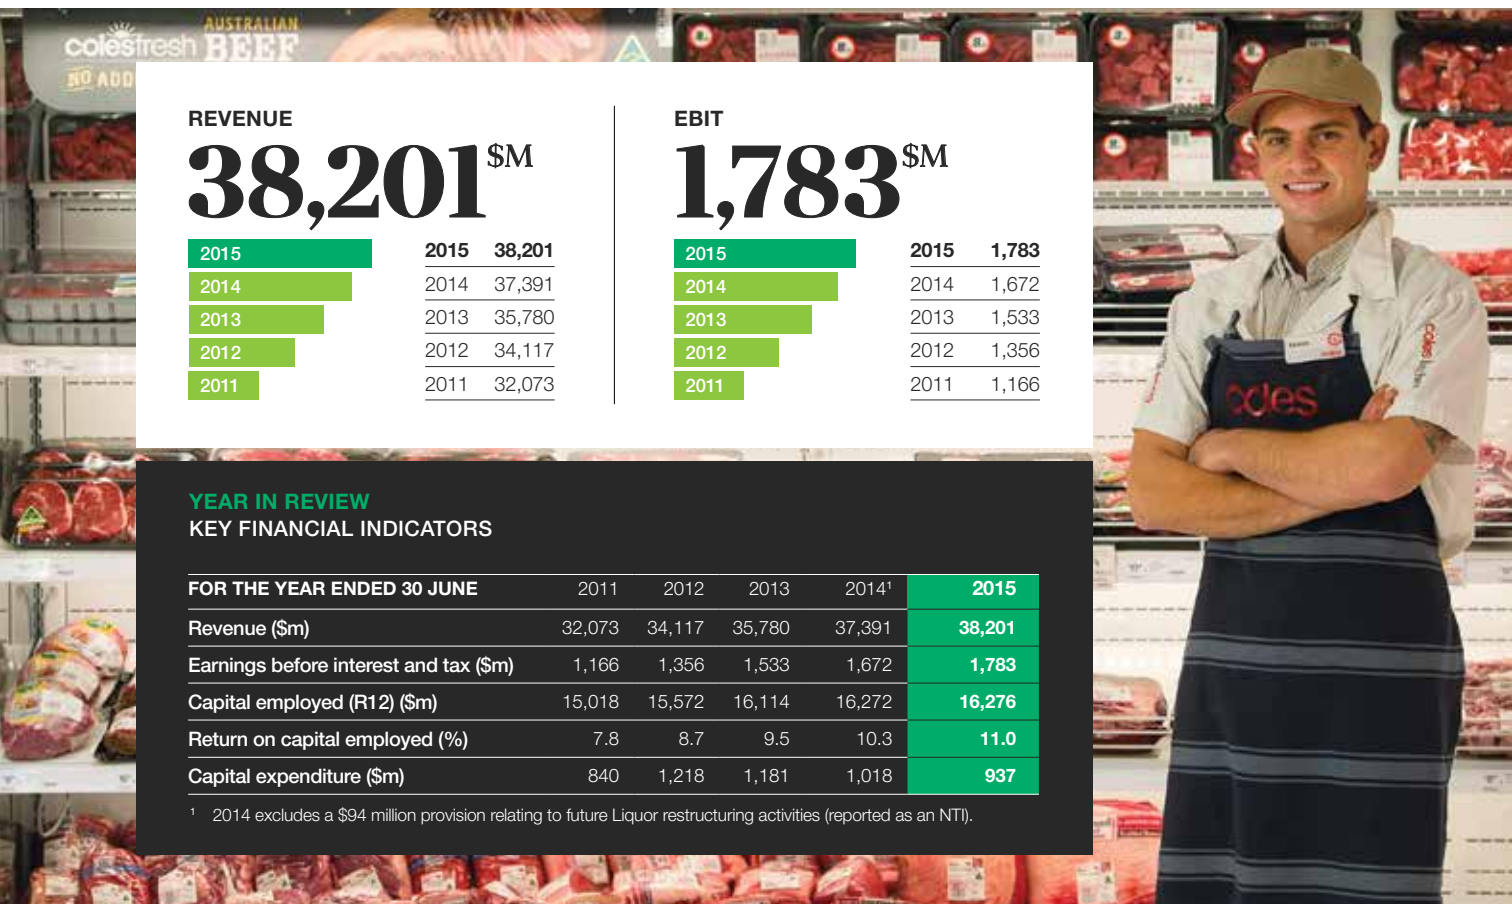 AUSTRALIAN
colesfresh BEEF
NO ADD
REVENUE
38,201 $M
2015
2014
2013
2012
2011
2015 38,201
2014 37,391
2013 35,780
2012 34,117
2011 32,073
EBIT
1,783 $M
2015
2014
2013
2012
2011
2015 1,783
2014 1,672
2013 1,533
2012 1,356
2011 1,166
coles
coles
YEAR IN REVIEW
KEY FINANCIAL INDICATORS
FOR THE YEAR ENDED 30 JUNE 2011 2012 2013 2014¹ 2015
Revenue ($m) 32,073 34,117 35,780 37,391 38,201
Earnings before interest and tax ($m) 1,166 1,356 1,533 1,672 1,783
Capital employed (R12) ($m) 15,018 15,572 16,114 16,272 16,276
Return on capital employed (%) 7.8 8.7 9.5 10.3 11.0
Capital expenditure ($m) 840 1,218 1,181 1,018 937
¹ 2014 excludes a $94 million provision relating to future Liquor restructuring activities (reported as an NTI).